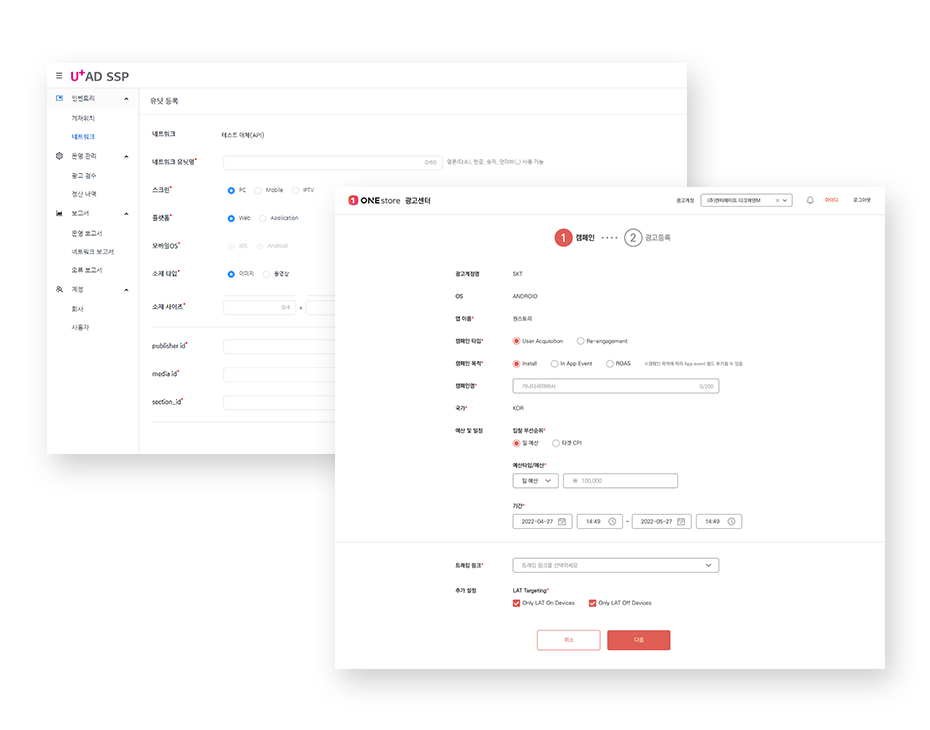 U+AD SSP
인벤토리
게재위치
네트워크
운영 관리
광고 검수
정산 내역
보고서
운영 보고서
네트워크 보고서
오류 보고서
계정
회사
사용자
유닛 등록
네트워크 테스트 매체(API)
네트워크 유닛명* 0/60 영문(대소), 한글, 숫자, 언더바(_) 사용 가능
스크린* PC Mobile IPTV
플랫폼* Web Application
모바일OS* iOS Android
소재 타입* 이미지 동영상
소재 사이즈* 0/4 x
publisher id*
media id*
section_id*
ONE store 광고센터
광고계정 (주)엔터메이트 다크에덴M 아이디 로그아웃
1 캠페인 2 광고등록
광고계정명 SKT
OS ANDROID
앱 이름* 원스토리
캠페인 타입* User Acquisition Re-engagement
캠페인 목적* Install In App Event ROAS ※캠페인 목적에 따라 App event 필드 추가될 수 있음
캠페인명* 가나다라마바사 0/200
국가* KOR
예산 및 일정 입찰 우선순위*
일 예산 타겟 CPI
예산타입/예산*
일 예산 ₩ 100,000
기간*
2022-04-27 14:49 - 2022-05-27 14:49
트래킹 링크* 트래킹 링크를 선택하세요
추가 설정 LAT Targeting*
Only LAT On Devices Only LAT Off Devices
취소 다음